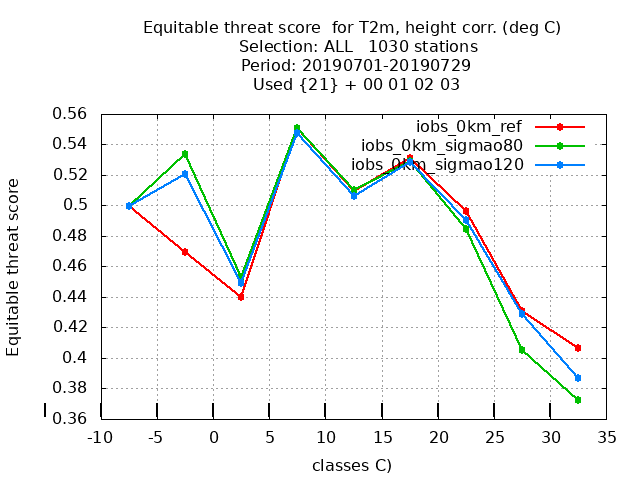 Equitable threat score  for T2m, height corr. (deg C)
Selection: ALL   1030 stations
Period: 20190701-20190729
Used {21} + 00 01 02 03
iobs_0km_ref
iobs_0km_sigmao80
iobs_0km_sigmao120
Equitable threat score
0.56
0.54
0.52
0.5
0.48
0.46
0.44
0.42
0.4
0.38
0.36
-10 -5 0 5 10 15 20 25 30 35
classes C)